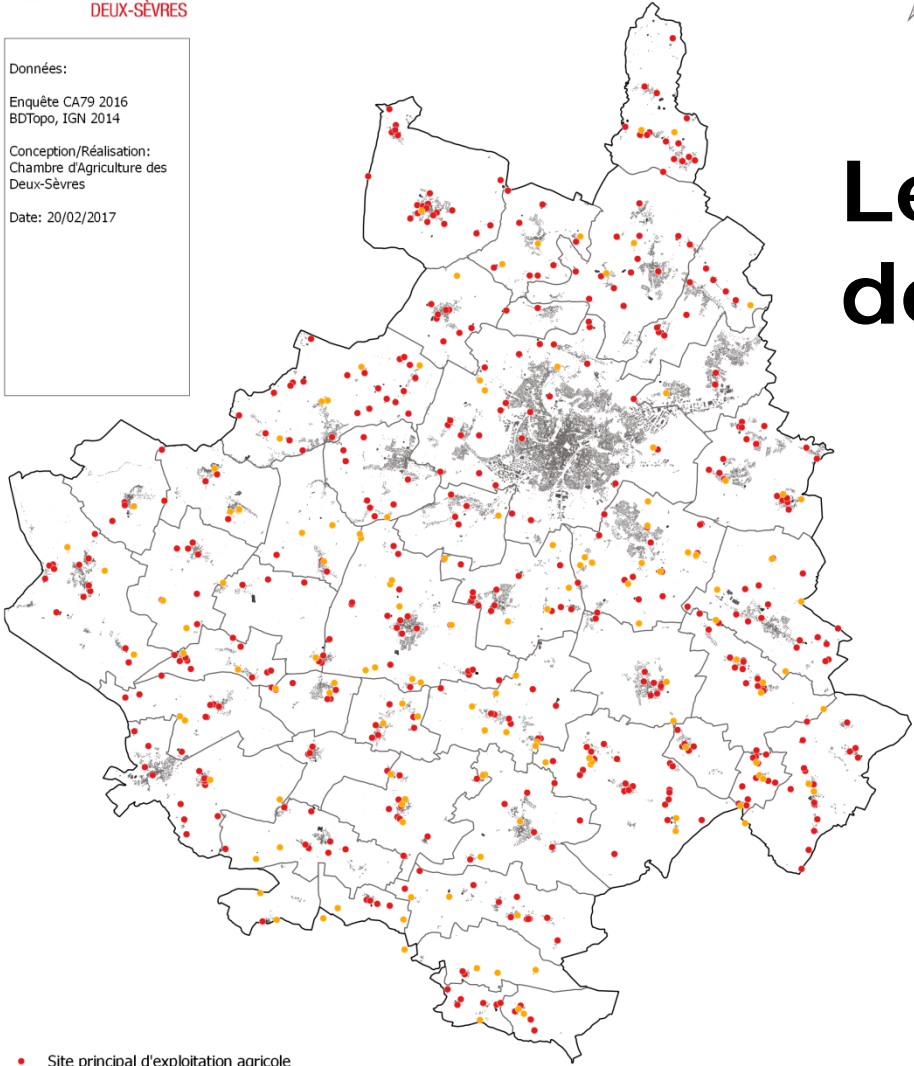 DEUX-SÈVRES
Données:
Enquête CA79 2016
BDTopo, IGN 2014
Conception/Réalisation:
Chambre d'Agriculture des
Deux-Sèvres
Date: 20/02/2017
Le
de
Site principal d'exploitation agricole